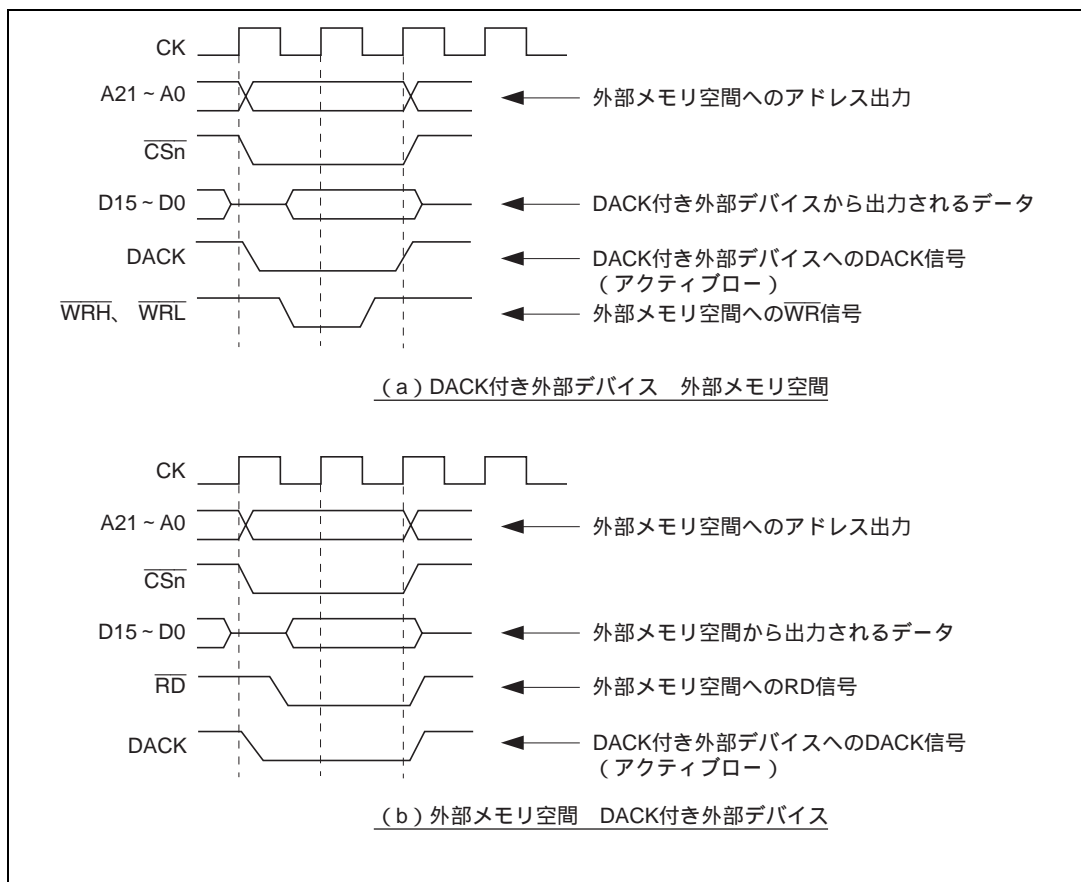 CK
A21～A0 外部メモリ空間へのアドレス出力
CSn
D15～D0 DACK付き外部デバイスから出力されるデータ
DACK DACK付き外部デバイスへのDACK信号
（アクティブロー）
WRH、 WRL 外部メモリ空間へのWR信号
（a）DACK付き外部デバイス　外部メモリ空間
CK
A21～A0 外部メモリ空間へのアドレス出力
CSn
D15～D0 外部メモリ空間から出力されるデータ
RD 外部メモリ空間へのRD信号
DACK DACK付き外部デバイスへのDACK信号
（アクティブロー）
（b）外部メモリ空間　DACK付き外部デバイス